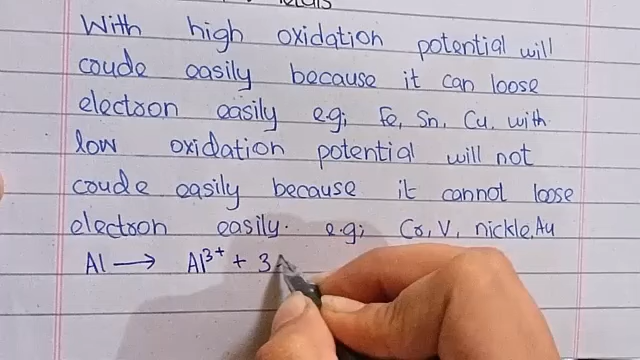 With high oxidation potential will
coude easily because it can loose
electron easily e.g; Fe, Sn, Cu, with
low oxidation potential will not
coude easily because it cannot loose
electron easily. e.g; Cr, V, nickle, Au
Al → Al³⁺ + 3